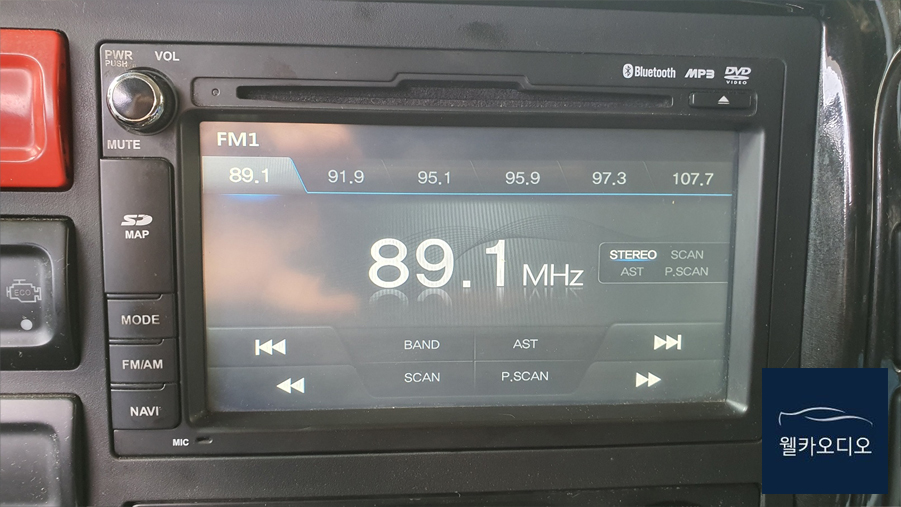 PWR
PUSH
VOL
Bluetooth MP3 DVD
VIDEO
MUTE
FM1
89.1 91.9 95.1 95.9 97.3 107.7
SD
MAP
89.1 MHz
STEREO SCAN
AST P.SCAN
ECO
MODE
FM/AM
NAVI
BAND AST
SCAN P.SCAN
MIC
웰카오디오